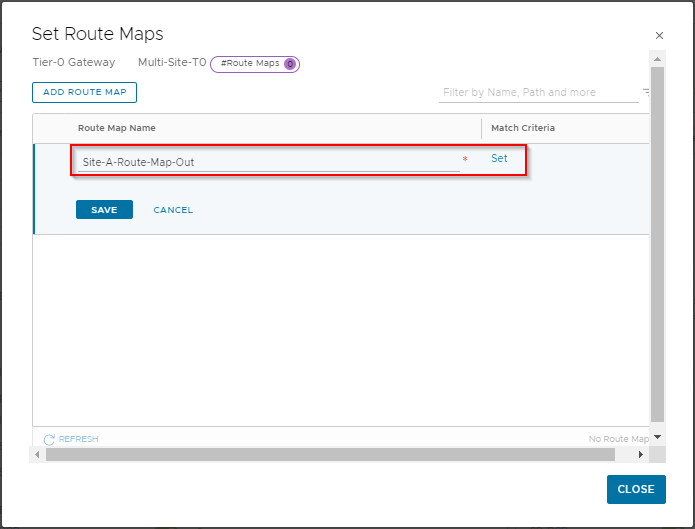 Set Route Maps
×
Tier-0 Gateway Multi-Site-T0 #Route Maps 0
ADD ROUTE MAP
Filter by Name, Path and more
Route Map Name Match Criteria
Site-A-Route-Map-Out * Set
SAVE CANCEL
REFRESH No Route Map
CLOSE